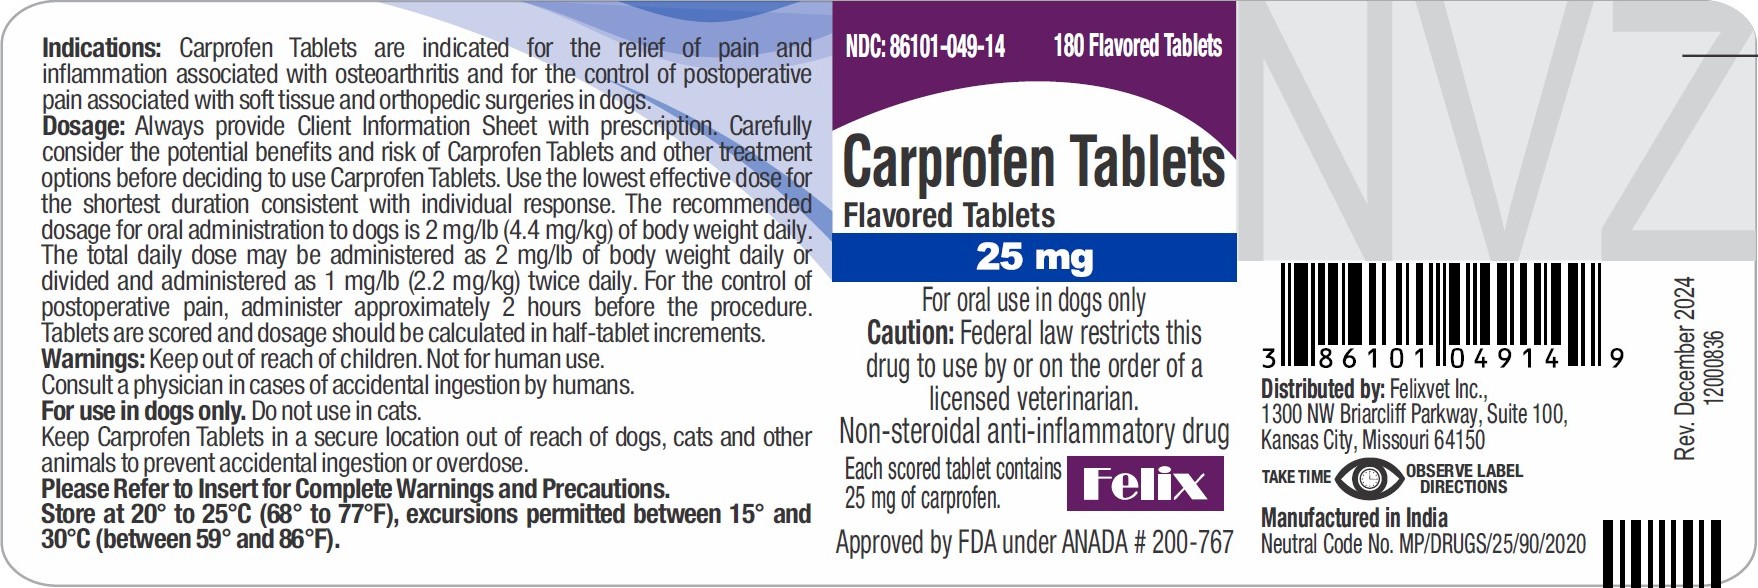 Indications: Carprofen Tablets are indicated for the relief of pain and
inflammation associated with osteoarthritis and for the control of postoperative
pain associated with soft tissue and orthopedic surgeries in dogs.
Dosage: Always provide Client Information Sheet with prescription. Carefully
consider the potential benefits and risk of Carprofen Tablets and other treatment
options before deciding to use Carprofen Tablets. Use the lowest effective dose for
the shortest duration consistent with individual response. The recommended
dosage for oral administration to dogs is 2 mg/lb (4.4 mg/kg) of body weight daily.
The total daily dose may be administered as 2 mg/lb of body weight daily or
divided and administered as 1 mg/lb (2.2 mg/kg) twice daily. For the control of
postoperative pain, administer approximately 2 hours before the procedure.
Tablets are scored and dosage should be calculated in half-tablet increments.
Warnings: Keep out of reach of children. Not for human use.
Consult a physician in cases of accidental ingestion by humans.
For use in dogs only. Do not use in cats.
Keep Carprofen Tablets in a secure location out of reach of dogs, cats and other
animals to prevent accidental ingestion or overdose.
Please Refer to Insert for Complete Warnings and Precautions.
Store at 20° to 25°C (68° to 77°F), excursions permitted between 15° and
30°C (between 59° and 86°F).
NDC: 86101-049-14 180 Flavored Tablets
Carprofen Tablets
Flavored Tablets
25 mg
For oral use in dogs only
Caution: Federal law restricts this
drug to use by or on the order of a
licensed veterinarian.
Non-steroidal anti-inflammatory drug
Each scored tablet contains
25 mg of carprofen.
Felix
Approved by FDA under ANADA # 200-767
NVZ
3 86101 04914 9
Distributed by: Felixvet Inc.,
1300 NW Briarcliff Parkway, Suite 100,
Kansas City, Missouri 64150
TAKE TIME OBSERVE LABEL
DIRECTIONS
Manufactured in India
Neutral Code No. MP/DRUGS/25/90/2020
Rev. December 2024
12000836